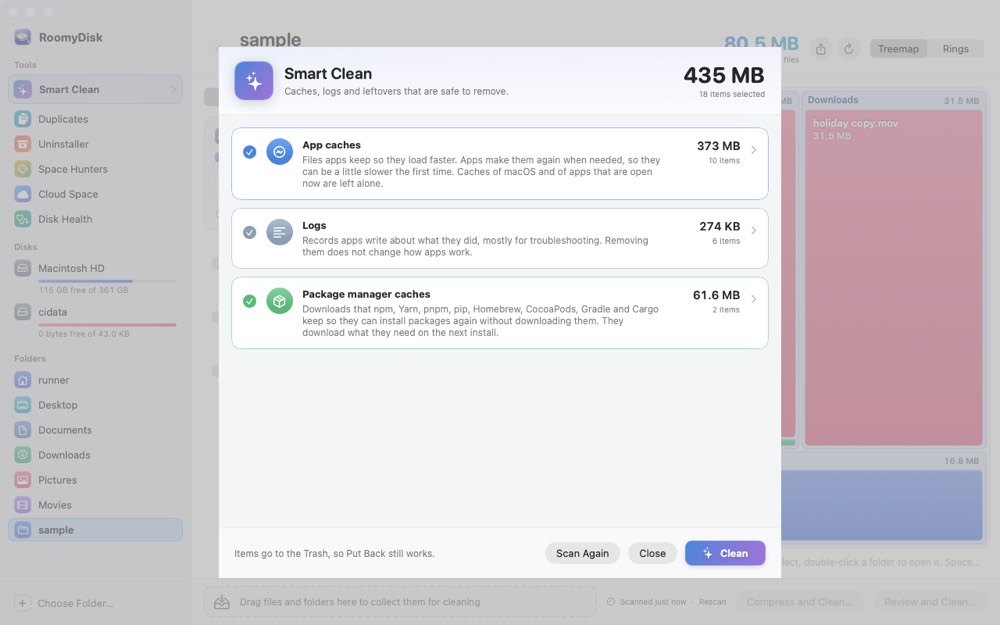 RoomyDisk
Tools
Smart Clean
Duplicates
Uninstaller
Space Hunters
Cloud Space
Disk Health
Disks
Macintosh HD
115 GB free of 361 GB
cidata
0 bytes free of 43.0 KB
Folders
runner
Desktop
Documents
Downloads
Pictures
Movies
sample
Choose Folder...
sample
80.5 MB
files
Treemap
Rings
MB
Downloads
31.5 MB
holiday copy.mov
31.5 MB
16.8 MB
Smart Clean
Caches, logs and leftovers that are safe to remove.
435 MB
18 items selected
App caches
Files apps keep so they load faster. Apps make them again when needed, so they
can be a little slower the first time. Caches of macOS and of apps that are open
now are left alone.
373 MB
10 items
Logs
Records apps write about what they did, mostly for troubleshooting. Removing
them does not change how apps work.
274 KB
6 items
Package manager caches
Downloads that npm, Yarn, pnpm, pip, Homebrew, CocoaPods, Gradle and Cargo
keep so they can install packages again without downloading them. They
download what they need on the next install.
61.6 MB
2 items
Items go to the Trash, so Put Back still works.
Scan Again
Close
Clean
lect, double-click a folder to open it. Space...
Drag files and folders here to collect them for cleaning
Scanned just now · Rescan
Compress and Clean...
Review and Clean...